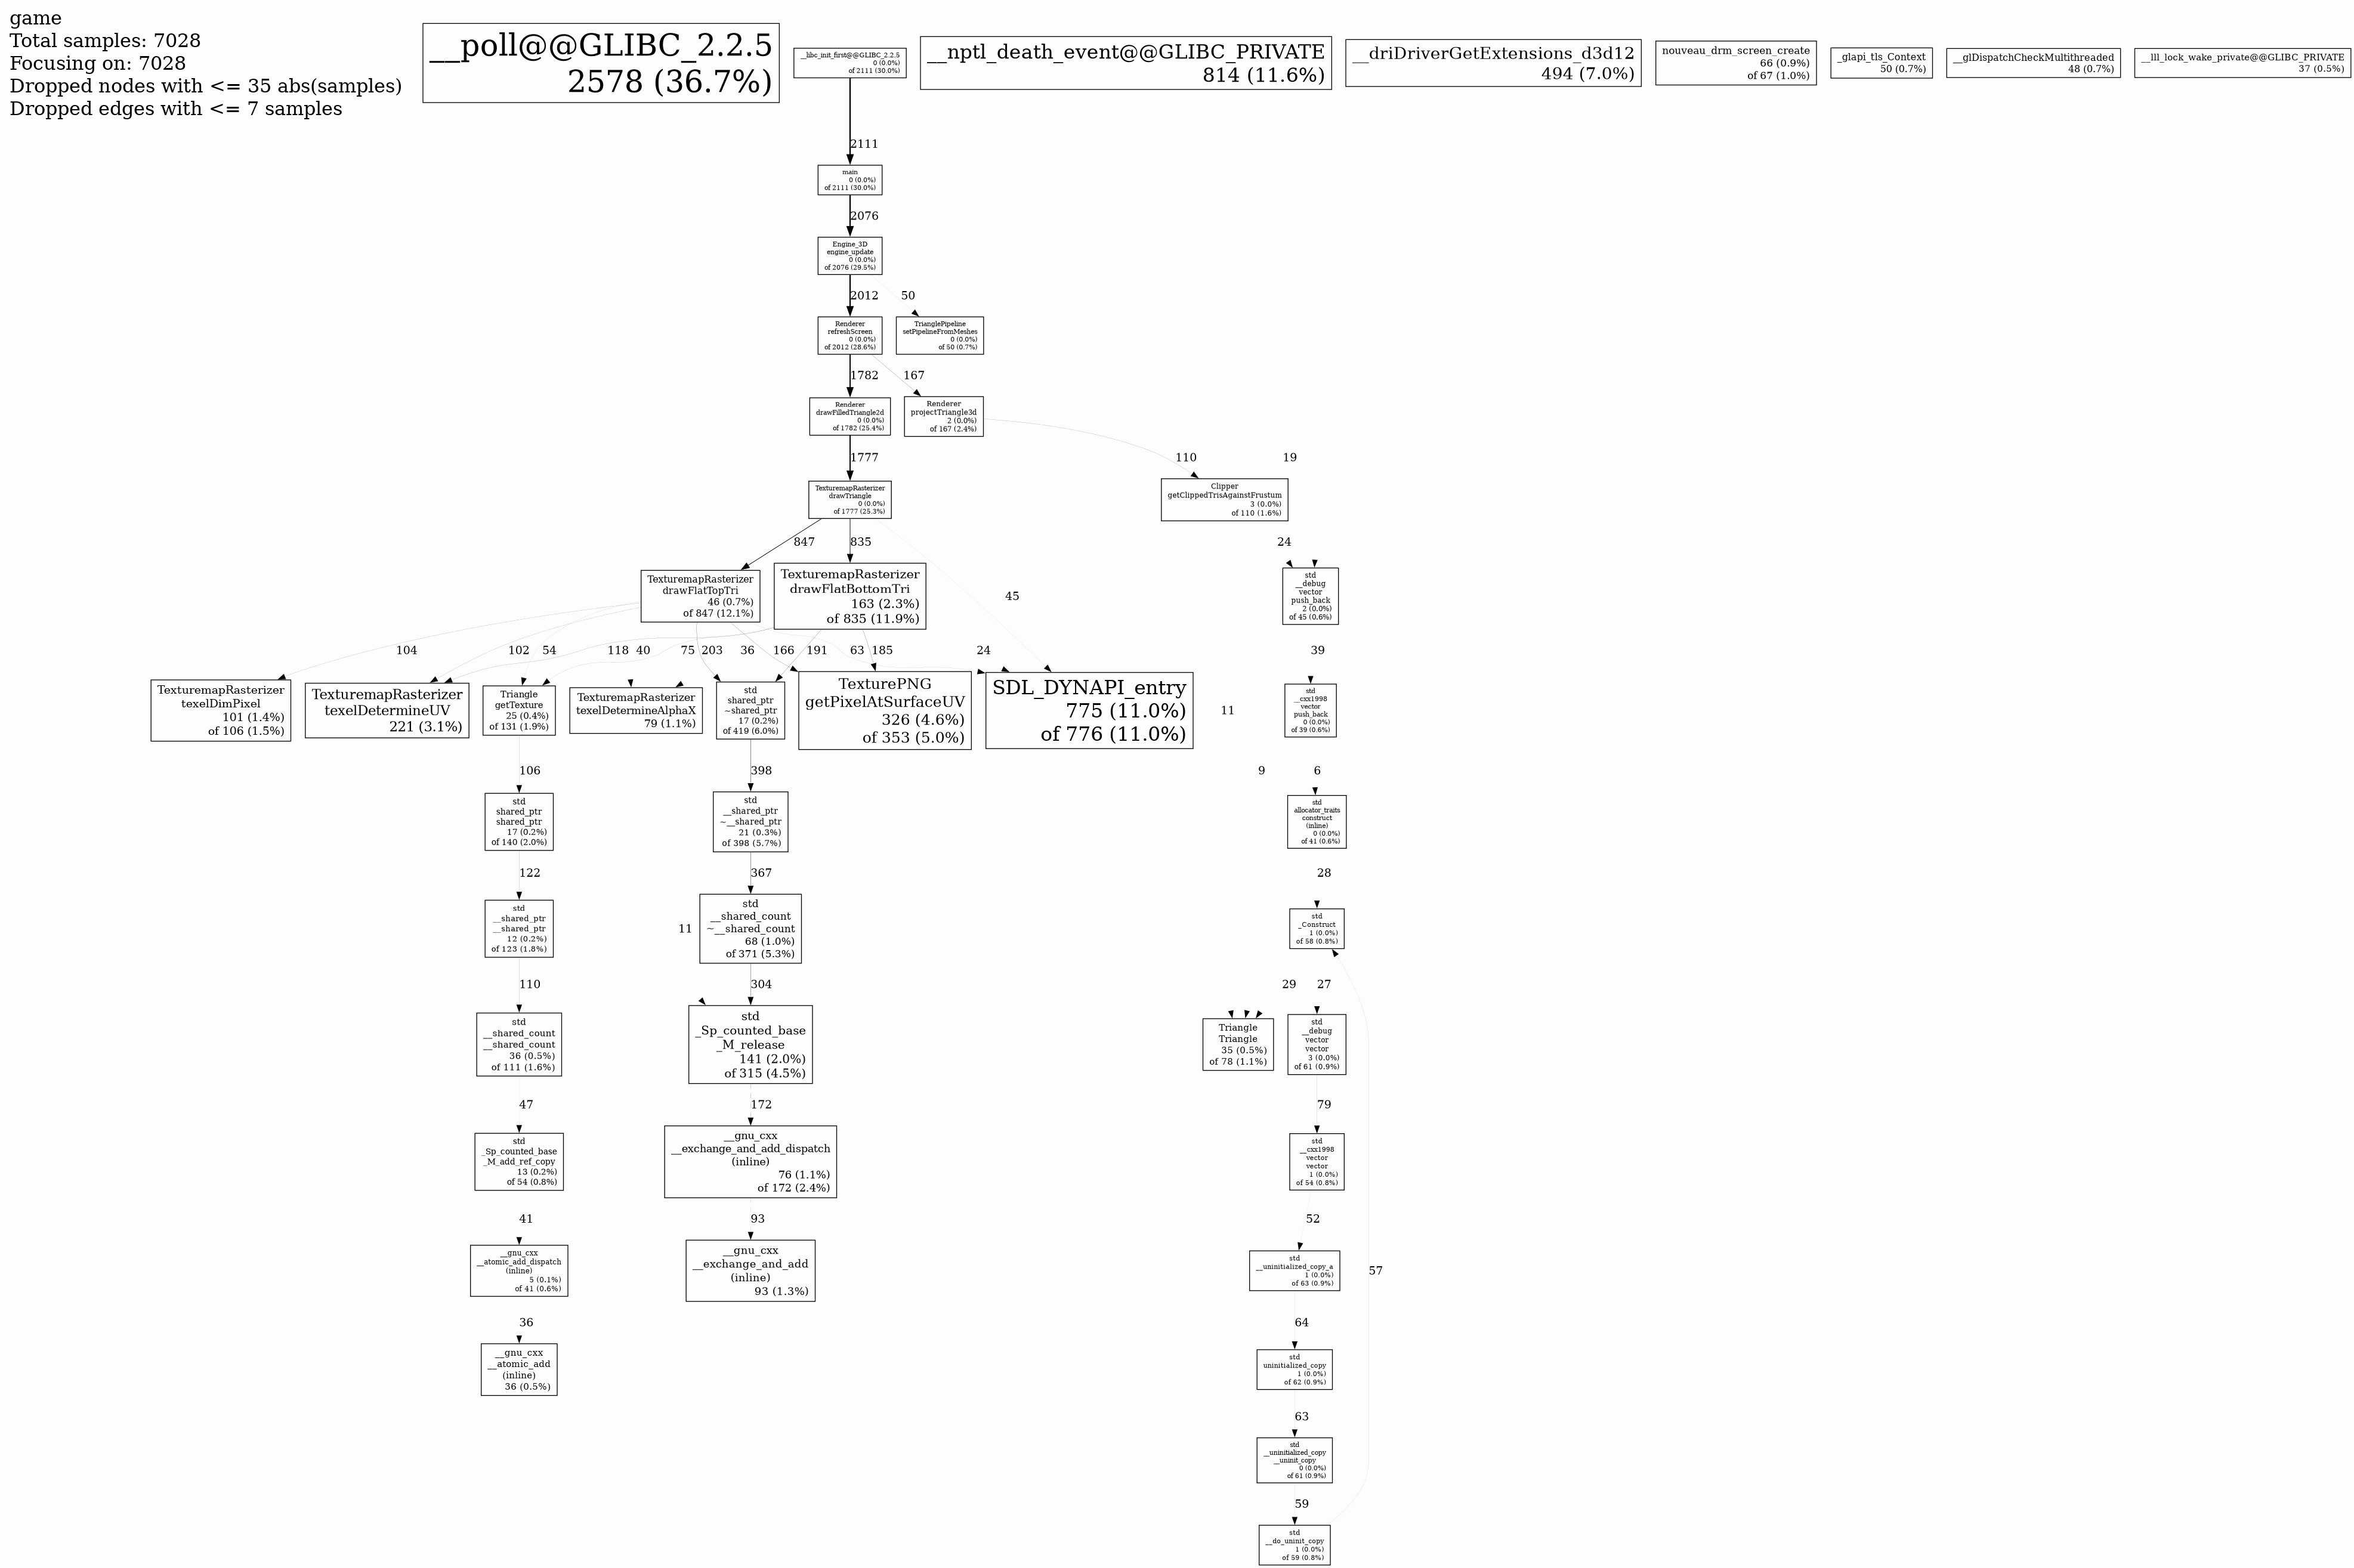 game
Total samples: 7028
Focusing on: 7028
Dropped nodes with <= 35 abs(samples)
Dropped edges with <= 7 samples
__poll@@GLIBC_2.2.5
2578 (36.7%)
__libc_init_first@@GLIBC_2.2.5
0 (0.0%)
of 2111 (30.0%)
__nptl_death_event@@GLIBC_PRIVATE
814 (11.6%)
__driDriverGetExtensions_d3d12
494 (7.0%)
nouveau_drm_screen_create
66 (0.9%)
of 67 (1.0%)
_glapi_tls_Context
50 (0.7%)
__glDispatchCheckMultithreaded
48 (0.7%)
__lll_lock_wake_private@@GLIBC_PRIVATE
37 (0.5%)
2111
main
0 (0.0%)
of 2111 (30.0%)
2076
Engine_3D
engine_update
0 (0.0%)
of 2076 (29.5%)
2012
50
Renderer
refreshScreen
0 (0.0%)
of 2012 (28.6%)
TrianglePipeline
setPipelineFromMeshes
0 (0.0%)
of 50 (0.7%)
1782
167
Renderer
drawFilledTriangle2d
0 (0.0%)
of 1782 (25.4%)
Renderer
projectTriangle3d
2 (0.0%)
of 167 (2.4%)
1777
110
19
TexturemapRasterizer
drawTriangle
0 (0.0%)
of 1777 (25.3%)
Clipper
getClippedTrisAgainstFrustum
3 (0.0%)
of 110 (1.6%)
847
835
24
TexturemapRasterizer
drawFlatTopTri
46 (0.7%)
of 847 (12.1%)
TexturemapRasterizer
drawFlatBottomTri
163 (2.3%)
of 835 (11.9%)
45
std
__debug
vector
push_back
2 (0.0%)
of 45 (0.6%)
104
102
54
118
40
75
203
36
166
191
63
185
24
39
TexturemapRasterizer
texelDimPixel
101 (1.4%)
of 106 (1.5%)
TexturemapRasterizer
texelDetermineUV
221 (3.1%)
Triangle
getTexture
25 (0.4%)
of 131 (1.9%)
TexturemapRasterizer
texelDetermineAlphaX
79 (1.1%)
std
shared_ptr
~shared_ptr
17 (0.2%)
of 419 (6.0%)
TexturePNG
getPixelAtSurfaceUV
326 (4.6%)
of 353 (5.0%)
SDL_DYNAPI_entry
775 (11.0%)
of 776 (11.0%)
11
std
__cxx1998
vector
push_back
0 (0.0%)
of 39 (0.6%)
106
398
9
6
std
shared_ptr
shared_ptr
17 (0.2%)
of 140 (2.0%)
std
__shared_ptr
~__shared_ptr
21 (0.3%)
of 398 (5.7%)
std
allocator_traits
construct
(inline)
0 (0.0%)
of 41 (0.6%)
122
367
28
std
__shared_ptr
__shared_ptr
12 (0.2%)
of 123 (1.8%)
11
std
__shared_count
~__shared_count
68 (1.0%)
of 371 (5.3%)
std
_Construct
1 (0.0%)
of 58 (0.8%)
110
304
29
27
std
__shared_count
__shared_count
36 (0.5%)
of 111 (1.6%)
std
_Sp_counted_base
_M_release
141 (2.0%)
of 315 (4.5%)
Triangle
Triangle
35 (0.5%)
of 78 (1.1%)
std
__debug
vector
vector
3 (0.0%)
of 61 (0.9%)
47
172
79
std
_Sp_counted_base
_M_add_ref_copy
13 (0.2%)
of 54 (0.8%)
__gnu_cxx
__exchange_and_add_dispatch
(inline)
76 (1.1%)
of 172 (2.4%)
std
__cxx1998
vector
vector
1 (0.0%)
of 54 (0.8%)
41
93
52
__gnu_cxx
__atomic_add_dispatch
(inline)
5 (0.1%)
of 41 (0.6%)
__gnu_cxx
__exchange_and_add
(inline)
93 (1.3%)
std
__uninitialized_copy_a
1 (0.0%)
of 63 (0.9%)
57
36
64
__gnu_cxx
__atomic_add
(inline)
36 (0.5%)
std
uninitialized_copy
1 (0.0%)
of 62 (0.9%)
63
std
__uninitialized_copy
__uninit_copy
0 (0.0%)
of 61 (0.9%)
59
std
__do_uninit_copy
1 (0.0%)
of 59 (0.8%)